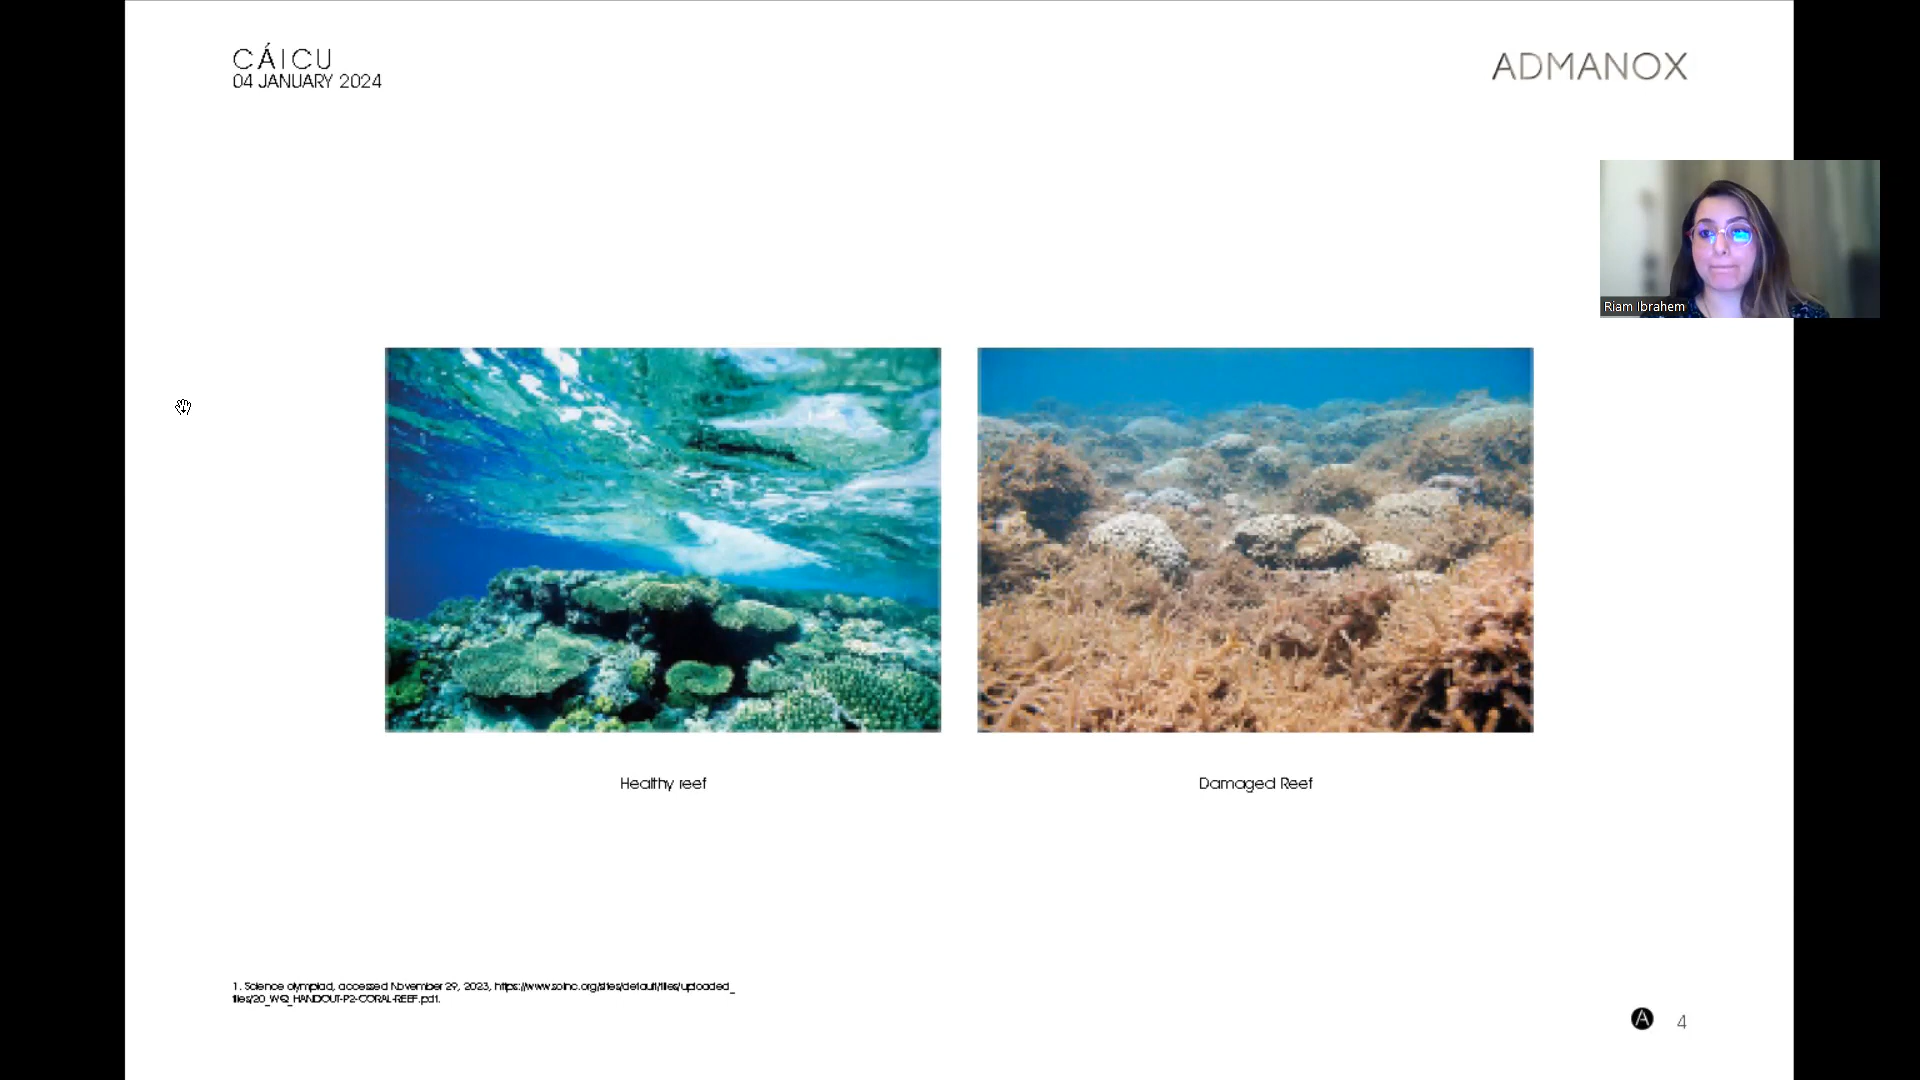 CÁICU
04 JANUARY 2024
ADMANOX
Riam Ibrahem
Healthy reef
Damaged Reef
1. Science olympiad, accessed November 29, 2023, https://www.soinc.org/sites/default/files/uploaded_
files/20_WQ_HANDOUT-P2-CORAL-REEF.pdf.
A
4